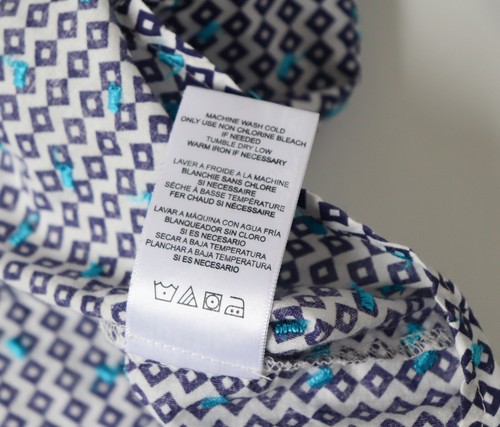 MACHINE WASH COLD
ONLY USE NON CHLORINE BLEACH
IF NEEDED
TUMBLE DRY LOW
WARM IRON IF NECESSARY
LAVER A FROIDE A LA MACHINE
BLANCHIE SANS CHLORE
SI NECESSAIRE
SÉCHE À BASSE TEMPÉRATURE
FER CHAUD SI NÉCESSAIRE
LAVAR A MÁQUINA CON AGUA FRÍA
BLANQUEADOR SIN CLORO
SI ES NECESARIO
SECAR A BAJA TEMPERATURA
PLANCHAR A BAJA TEMPERATURA
SI ES NECESARIO